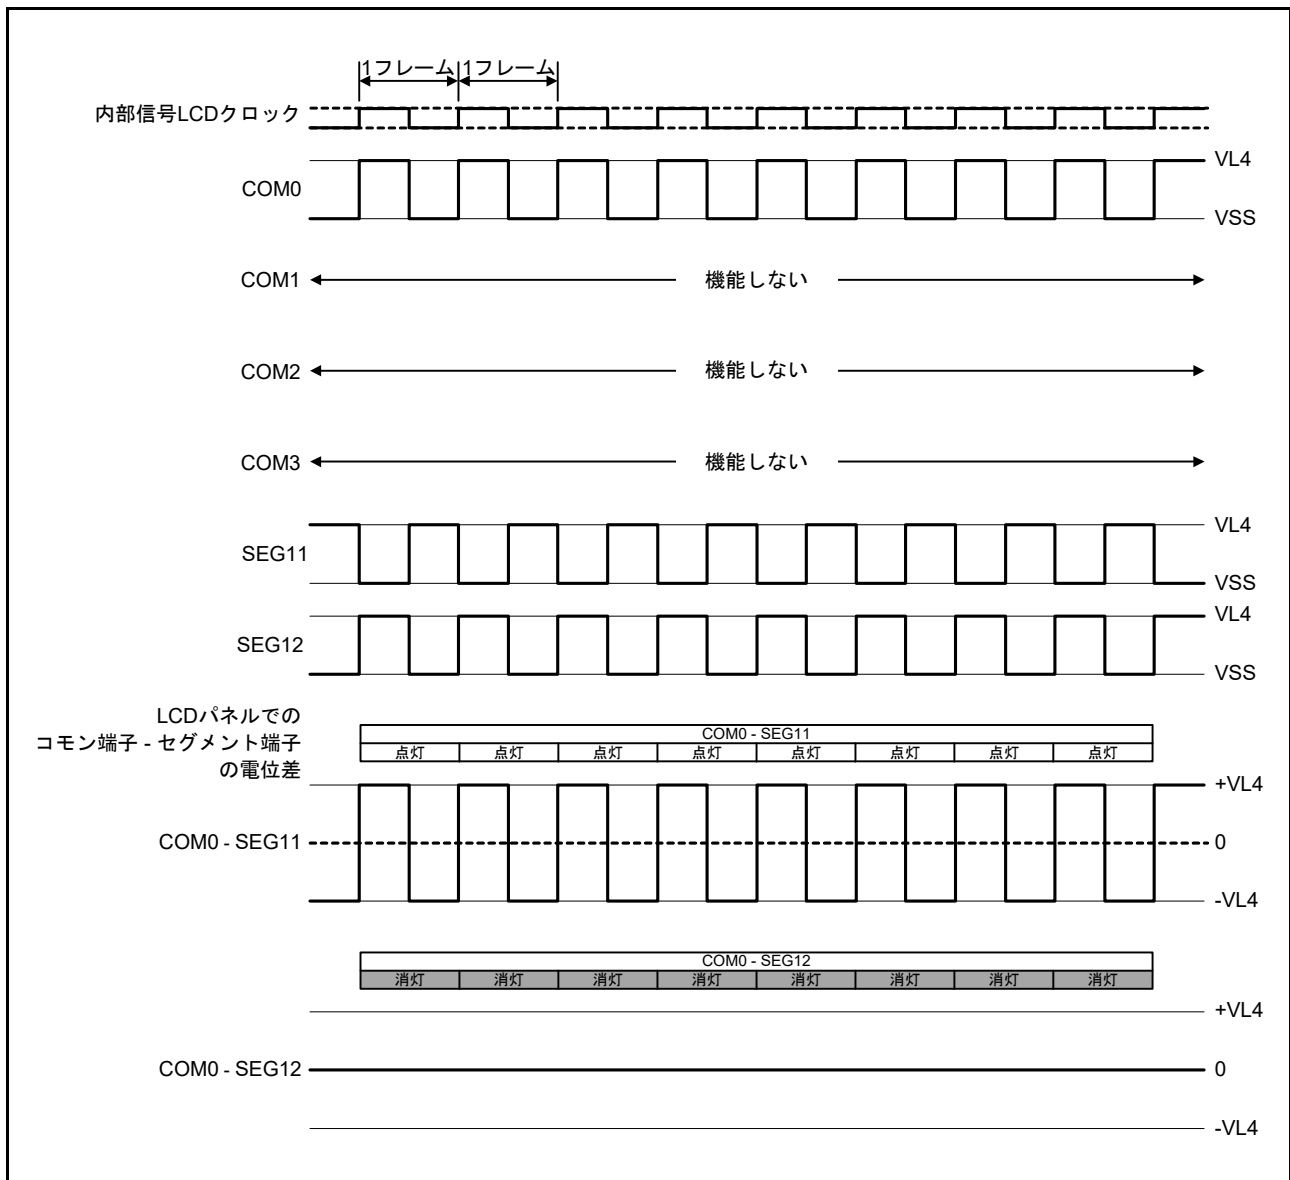 1フレーム 1フレーム
内部信号LCDクロック
VL4
COM0
VSS
COM1 機能しない
COM2 機能しない
COM3 機能しない
VL4
SEG11
VSS
VL4
SEG12
VSS
LCDパネルでの
コモン端子 - セグメント端子
の電位差
COM0 - SEG11
点灯 点灯 点灯 点灯 点灯 点灯 点灯 点灯
+VL4
COM0 - SEG11 0
-VL4
COM0 - SEG12
消灯 消灯 消灯 消灯 消灯 消灯 消灯 消灯
+VL4
COM0 - SEG12 0
-VL4